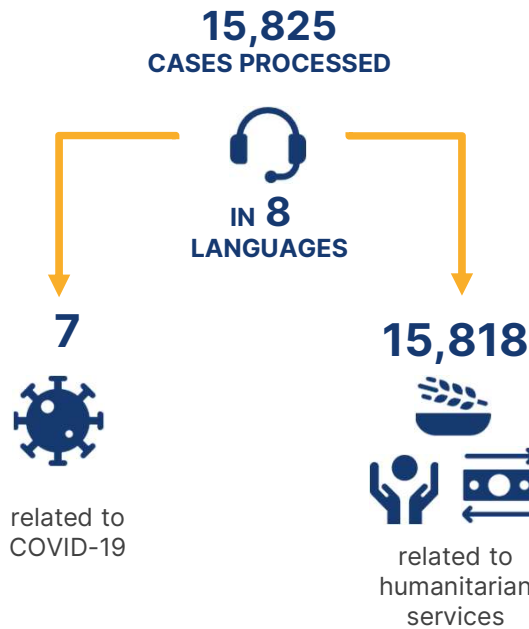 15,825
CASES PROCESSED
IN 8
LANGUAGES
7
related to
COVID-19
15,818
related to
humanitarian
services